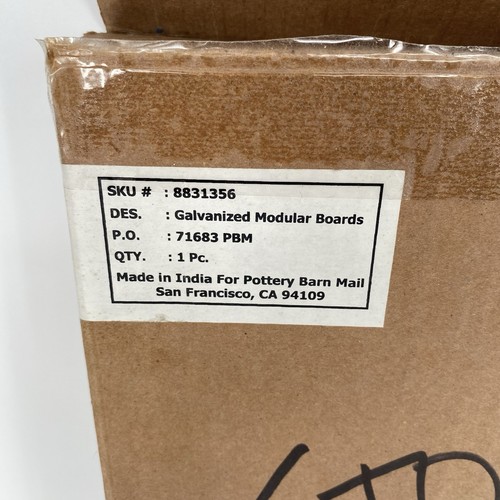 SKU # : 8831356
DES. : Galvanized Modular Boards
P.O. : 71683 PBM
QTY. : 1 Pc.
Made in India For Pottery Barn Mail
San Francisco, CA 94109